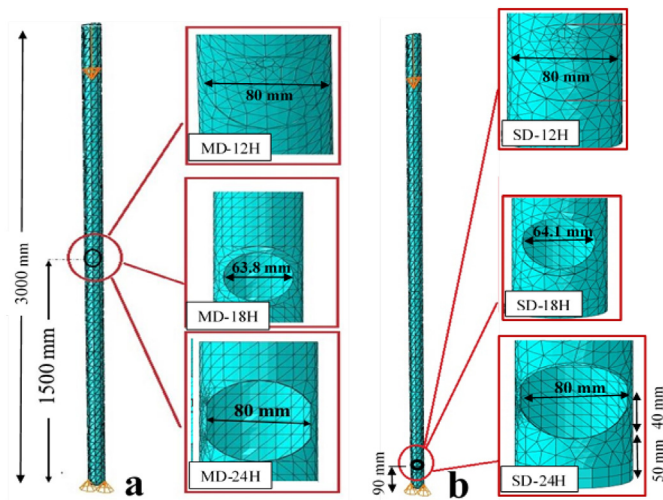 3000 mm
1500 mm
80 mm
MD-12H
63.8 mm
MD-18H
80 mm
MD-24H
a
80 mm
SD-12H
64.1 mm
SD-18H
80 mm
SD-24H
40 mm
50 mm
90 mm
b